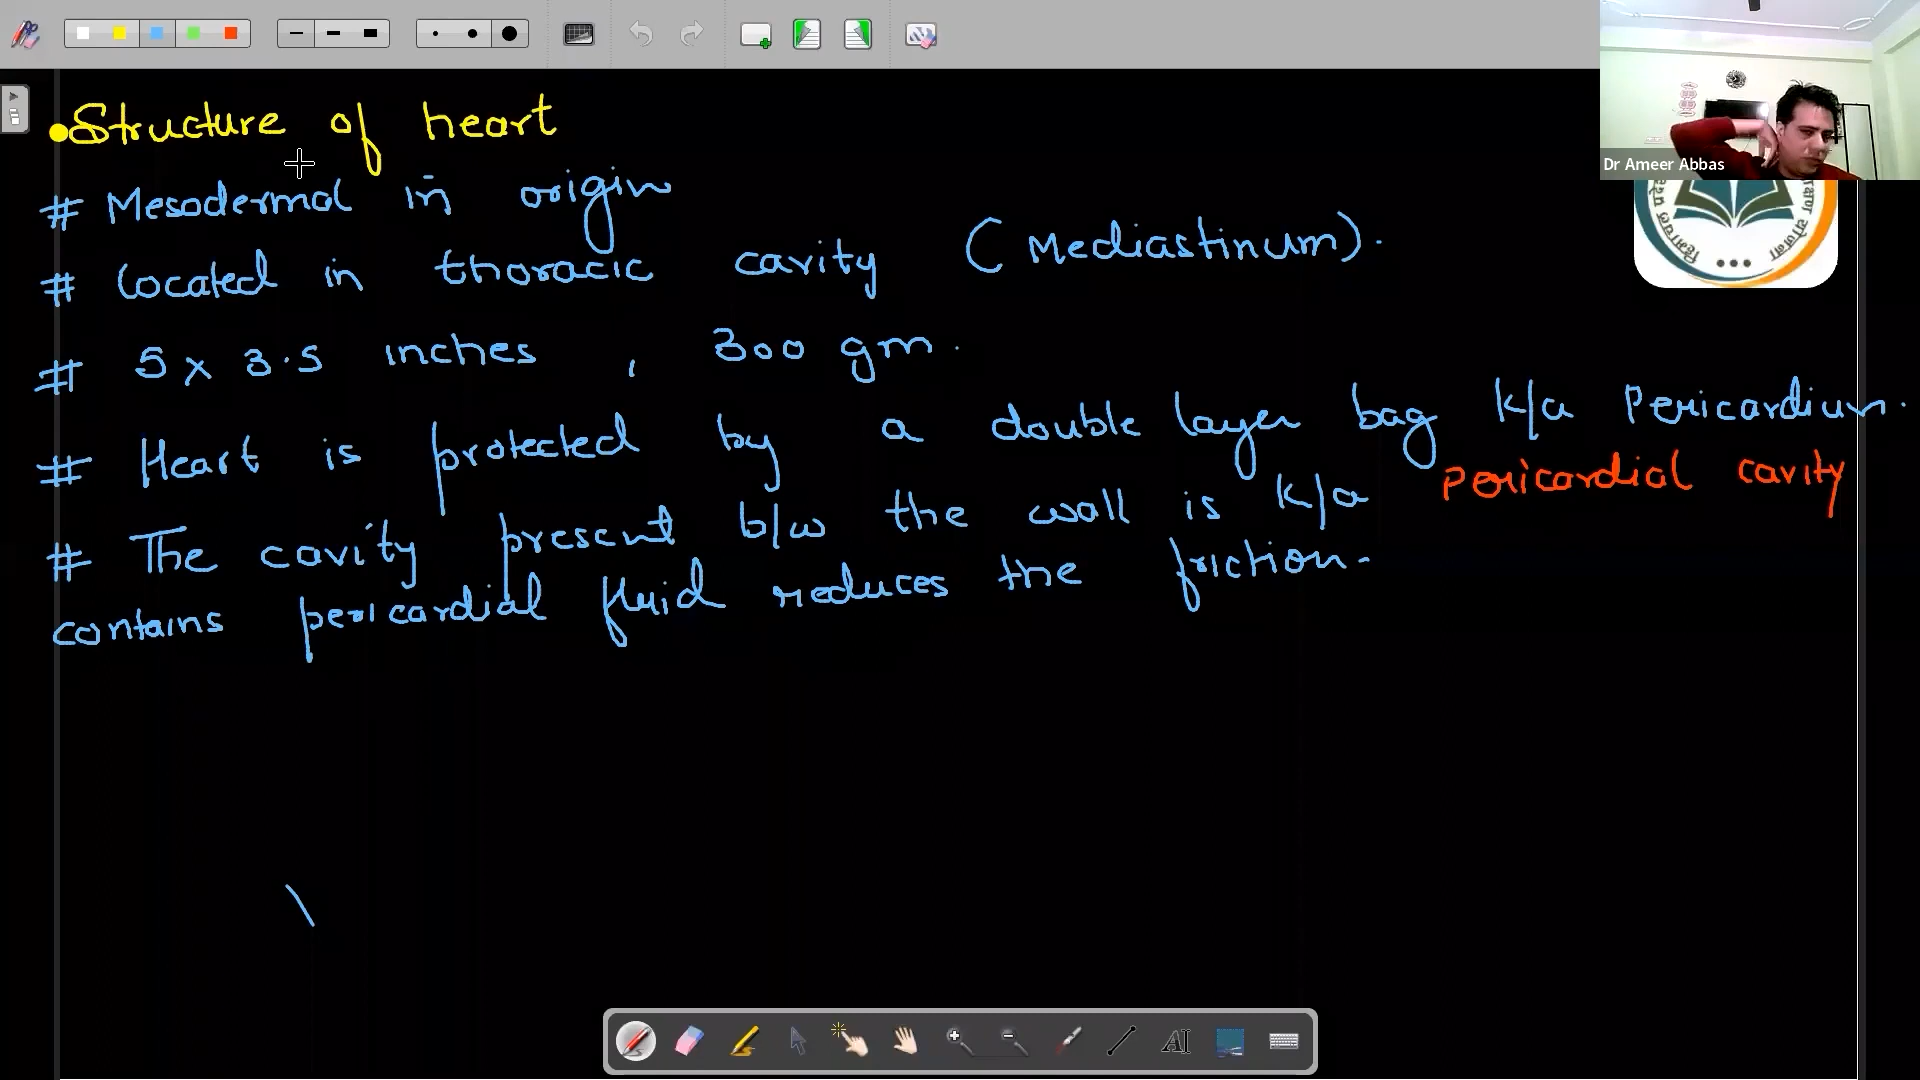 •Structure of heart
# Mesodermal in origin
# Located in thoracic cavity (Mediastinum).
# 5 x 3.5 inches , 300 gm.
# Heart is protected by a double layer bag k/a Pericardium.
# The cavity present b/w the wall is k/a Pericardial cavity
contains pericardial fluid reduces the friction.
Dr Ameer Abbas